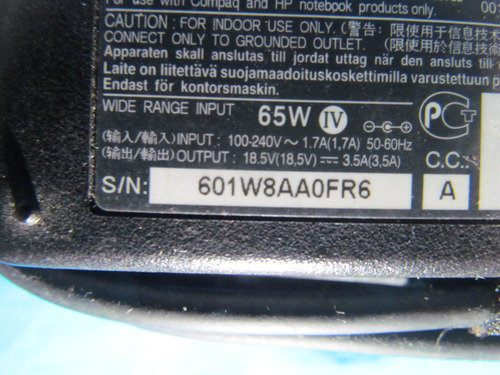 For use with Compaq and HP notebook products only. 00
CAUTION: FOR INDOOR USE ONLY. (警告: 限使用于信息技术
CONNECT ONLY TO GROUNDED OUTLET. (限使用於信息技術
Apparaten skall anslutas till jordat uttag när den ansluts till
Laite on liitettävä suojamaadoituskoskettimilla varustettuun p
Endast för kontorsmaskin.
WIDE RANGE INPUT 65W IV
(输入/輸入)INPUT: 100-240V~ 1.7A(1,7A) 50-60Hz
(输出/輸出)OUTPUT: 18.5V(18,5V)⎓ 3.5A(3,5A) C.C..
S/N: 601W8AA0FR6 A